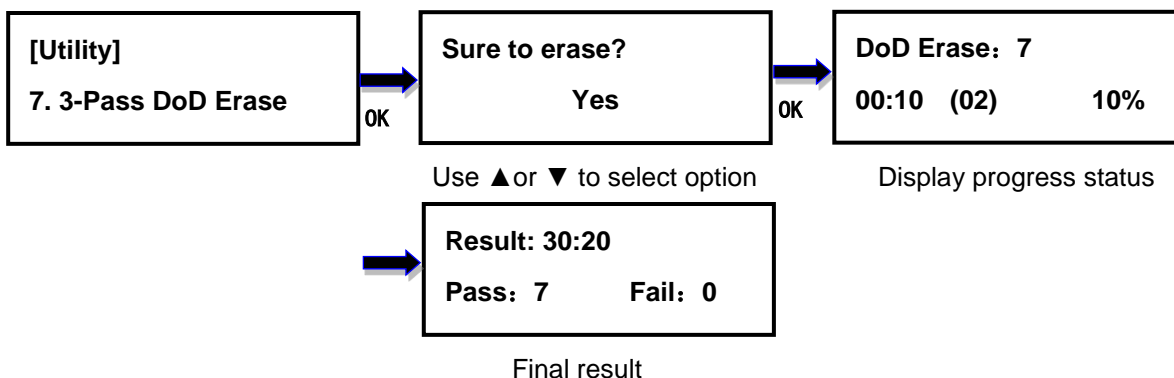 [Utility]
7. 3-Pass DoD Erase
OK
Sure to erase?
Yes
OK
DoD Erase：7
00:10 (02) 10%
Use ▲or ▼ to select option
Display progress status
Result: 30:20
Pass：7 Fail：0
Final result